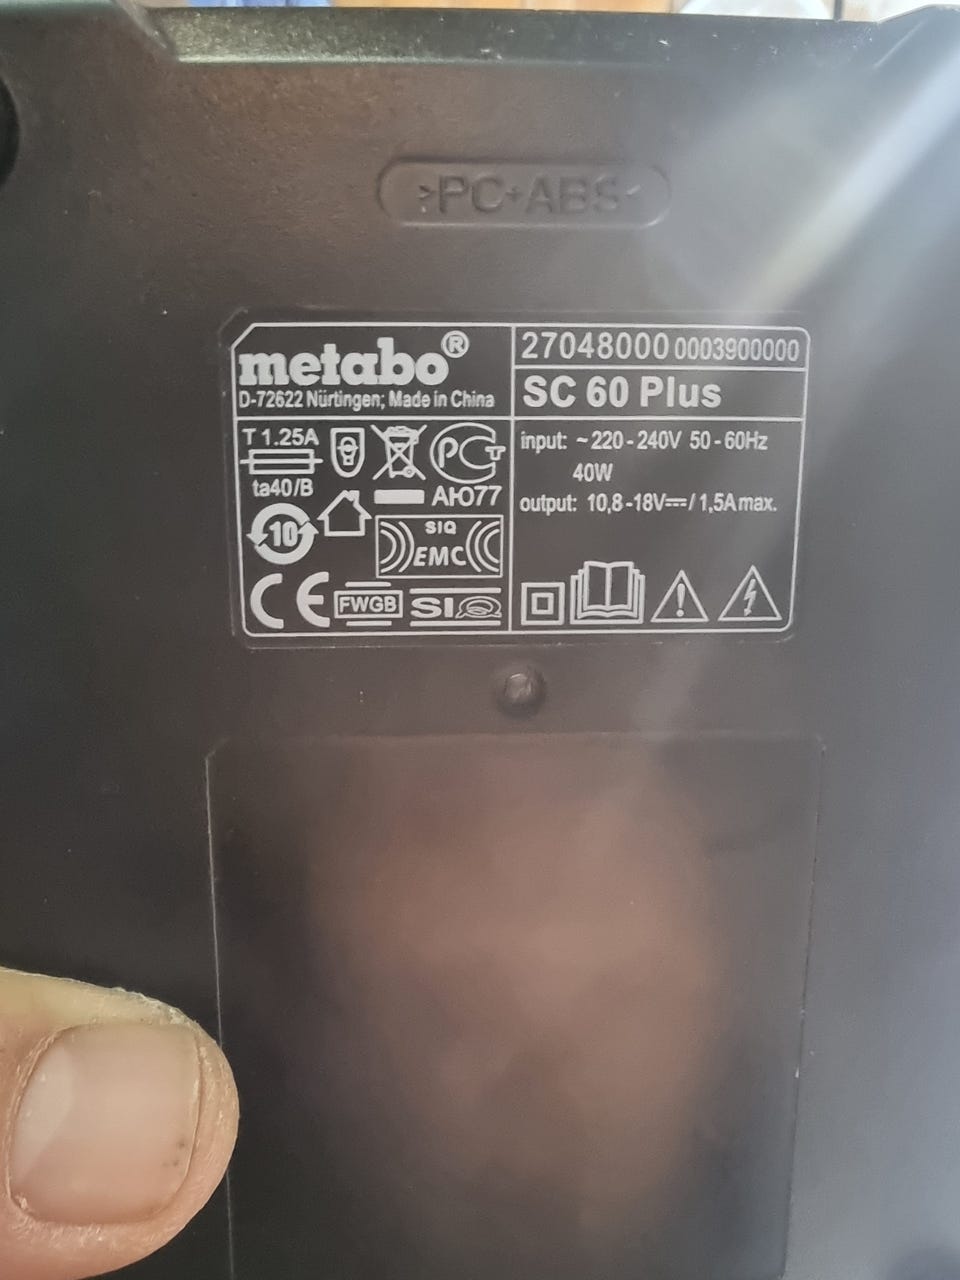 >PC+ABS<
metabo®
D-72622 Nürtingen; Made in China
27048000 0003900000
SC 60 Plus
T 1.25A
ta40/B
AЮ77
10
SIQ
EMC
CE
FWGB
SIQ
input: ~ 220 - 240V 50 - 60Hz
40W
output: 10,8 -18V⎓/ 1,5A max.